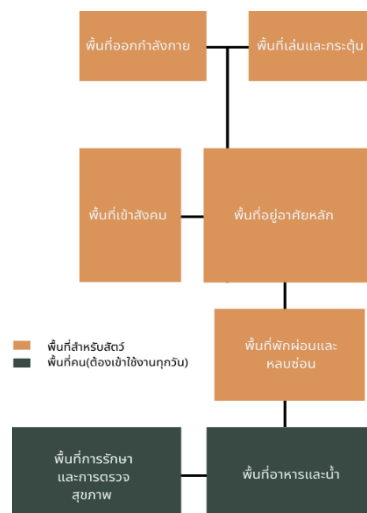 พื้นที่ออกกำลังกาย
พื้นที่เล่นและกระตุ้น
พื้นที่เข้าสังคม
พื้นที่อยู่อาศัยหลัก
พื้นที่พักผ่อนและ
หลบซ่อน
พื้นที่สำหรับสัตว์
พื้นที่คน(ต้องเข้าใช้งานทุกวัน)
พื้นที่การรักษา
และการตรวจ
สุขภาพ
พื้นที่อาหารและน้ำ